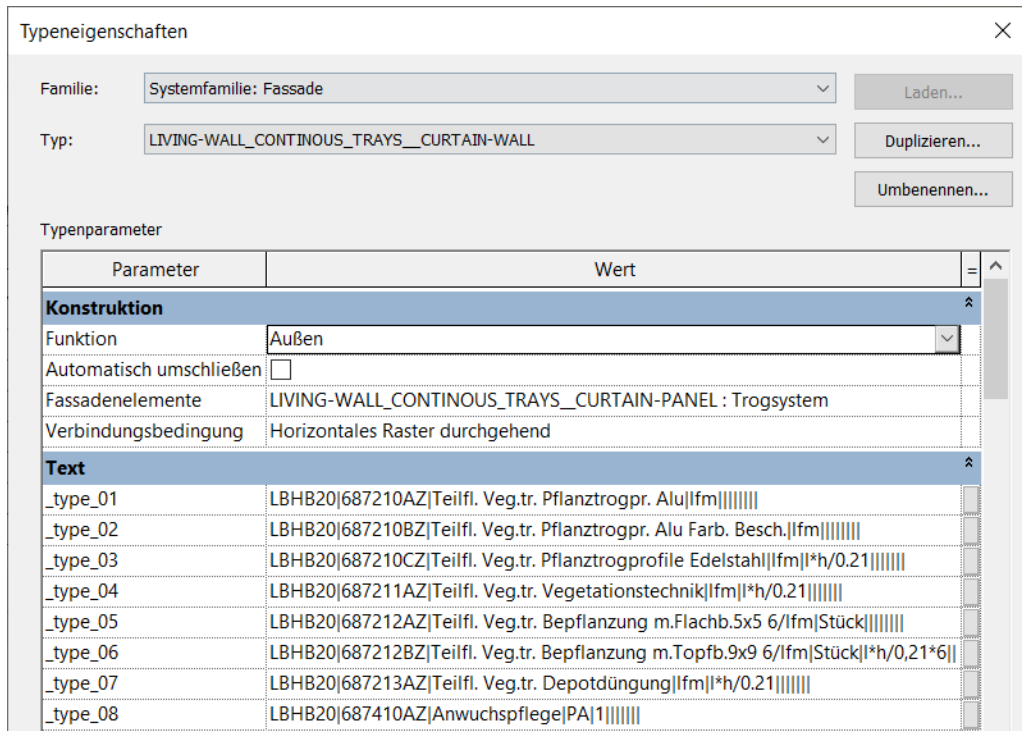 Typeneigenschaften
Familie: Systemfamilie: Fassade Laden...
Typ: LIVING-WALL_CONTINOUS_TRAYS__CURTAIN-WALL Duplizieren...
Umbenennen...
Typenparameter
Parameter Wert =
Konstruktion
Funktion Außen
Automatisch umschließen
Fassadenelemente LIVING-WALL_CONTINOUS_TRAYS__CURTAIN-PANEL : Trogsystem
Verbindungsbedingung Horizontales Raster durchgehend
Text
_type_01 LBHB20|687210AZ|Teilfl. Veg.tr. Pflanztrogpr. Alu|lfm||||||||
_type_02 LBHB20|687210BZ|Teilfl. Veg.tr. Pflanztrogpr. Alu Farb. Besch.|lfm||||||||
_type_03 LBHB20|687210CZ|Teilfl. Veg.tr. Pflanztrogprofile Edelstahl|lfm|l*h/0.21|||||||
_type_04 LBHB20|687211AZ|Teilfl. Veg.tr. Vegetationstechnik|lfm|l*h/0.21|||||||
_type_05 LBHB20|687212AZ|Teilfl. Veg.tr. Bepflanzung m.Flachb.5x5 6/lfm|Stück||||||||
_type_06 LBHB20|687212BZ|Teilfl. Veg.tr. Bepflanzung m.Topfb.9x9 6/lfm|Stück|l*h/0,21*6||
_type_07 LBHB20|687213AZ|Teilfl. Veg.tr. Depotdüngung|lfm|l*h/0.21|||||||
_type_08 LBHB20|687410AZ|Anwuchspflege|PA|1|||||||